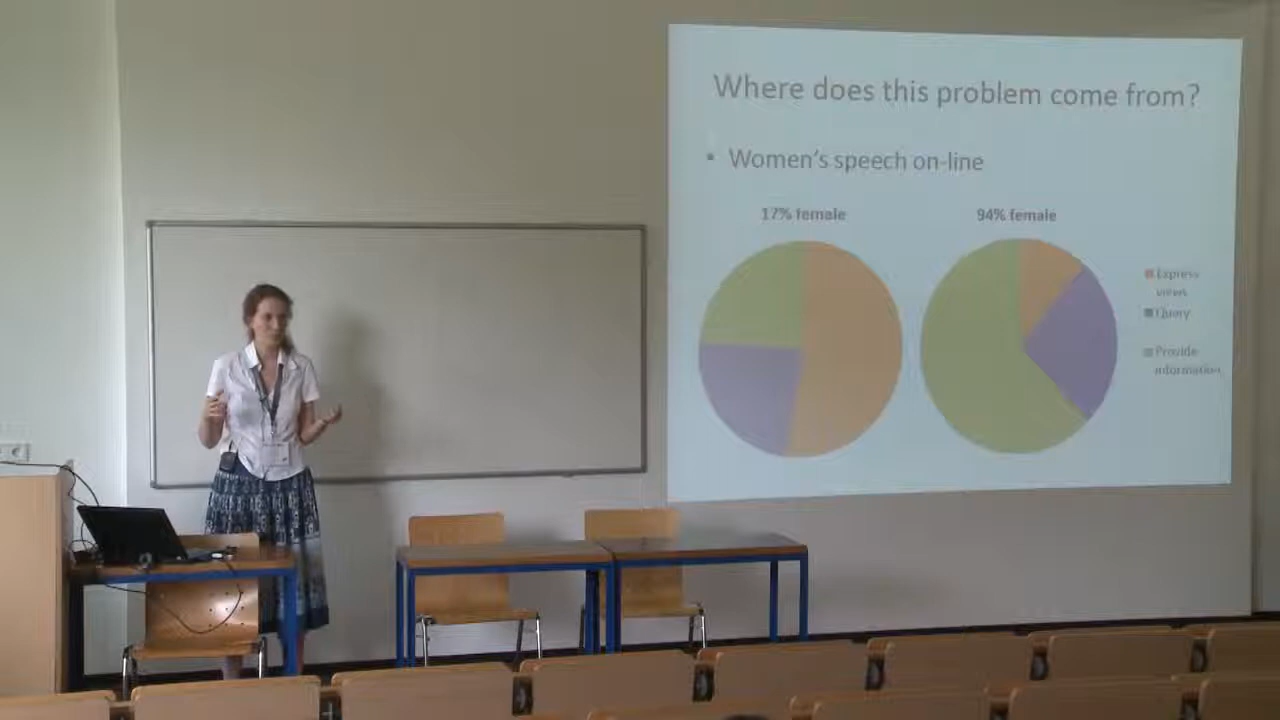 Where does this problem come from?
▪ Women's speech on-line
17% female
94% female
Express
views
Query
Provide
information